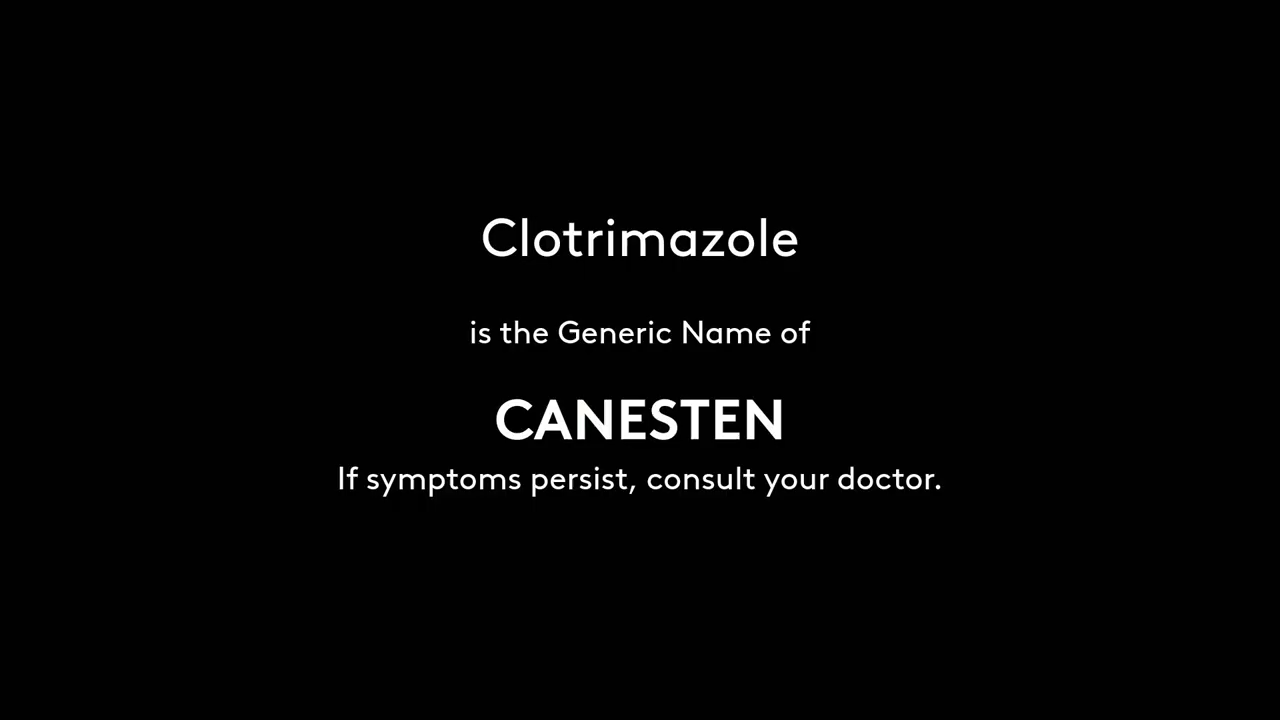 Clotrimazole
is the Generic Name of
CANESTEN
If symptoms persist, consult your doctor.